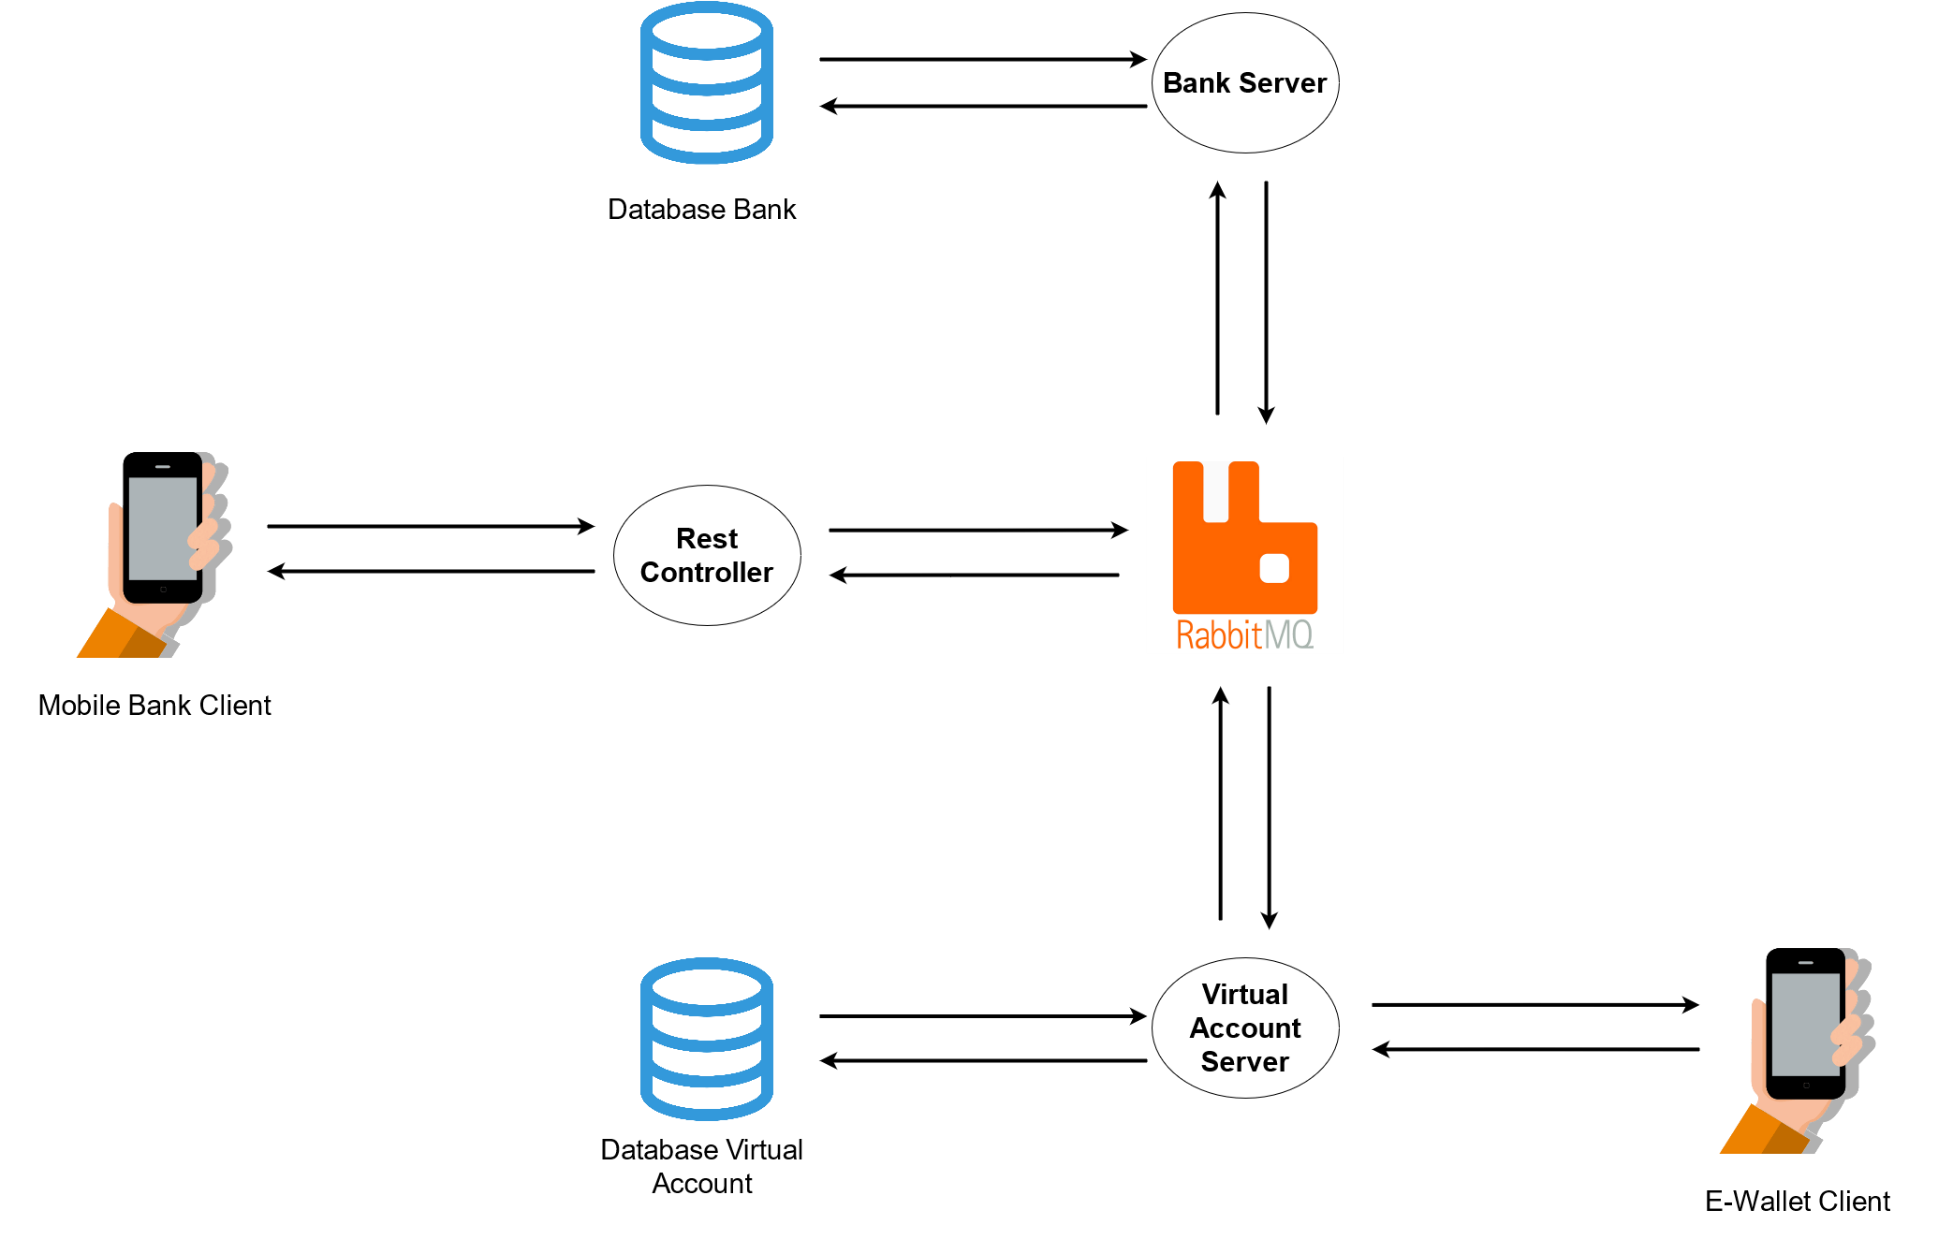 Bank Server
Database Bank
Rest
Controller
RabbitMQ
Mobile Bank Client
Virtual
Account
Server
Database Virtual
Account
E-Wallet Client